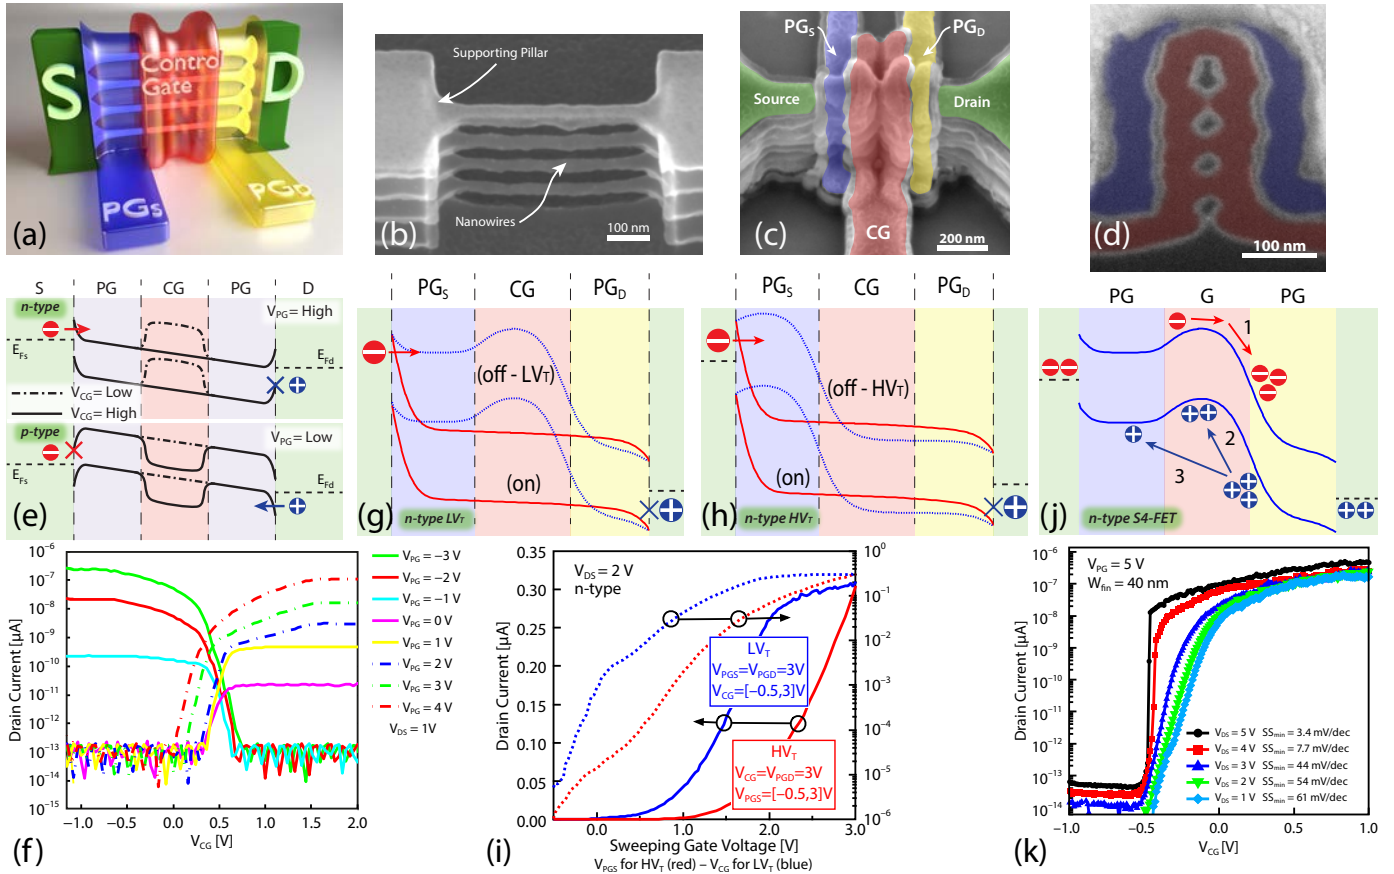 S
Control
Gate
D
PGs
PGD
(a)
Supporting Pillar
Nanowires
100 nm
(b)
PGS
PGD
Source
Drain
CG
200 nm
(c)
100 nm
(d)
S PG CG PG D
n-type
VPG= High
EFs
EFd
VCG= Low
VCG= High
p-type
VPG= Low
EFs
EFd
(e)
PGS CG PGD
(off - LVT)
(on)
n-type LVT
(g)
PGS CG PGD
(off - HVT)
(on)
n-type HVT
(h)
PG G PG
1
2
3
n-type S4-FET
(j)
Drain Current [μA]
10−6
10−7
10−8
10−9
10−10
10−11
10−12
10−13
10−14
10−15
−1.0 −0.5 0.0 0.5 1.0 1.5 2.0
VCG [V]
VPG = −3 V
VPG = −2 V
VPG = −1 V
VPG = 0 V
VPG = 1 V
VPG = 2 V
VPG = 3 V
VPG = 4 V
VDS = 1V
(f)
Drain Current [μA]
0.35
0.30
0.25
0.20
0.15
0.10
0.05
0.00
VDS = 2 V
n-type
LVT
VPGS=VPGD=3V
VCG=[−0.5,3]V
HVT
VCG=VPGD=3V
VPGS=[−0.5,3]V
100
10−1
10−2
10−3
10−4
10−5
10−6
0.0 1.0 2.0 3.0
Sweeping Gate Voltage [V]
VPGS for HVT (red) – VCG for LVT (blue)
(i)
Drain Current [μA]
10−6
10−7
10−8
10−9
10−10
10−11
10−12
10−13
10−14
VPG = 5 V
Wfin = 40 nm
VDS = 5 V SSmin = 3.4 mV/dec
VDS = 4 V SSmin = 7.7 mV/dec
VDS = 3 V SSmin = 44 mV/dec
VDS = 2 V SSmin = 54 mV/dec
VDS = 1 V SSmin = 61 mV/dec
−1.0 −0.5 0.0 0.5 1.0
VCG [V]
(k)